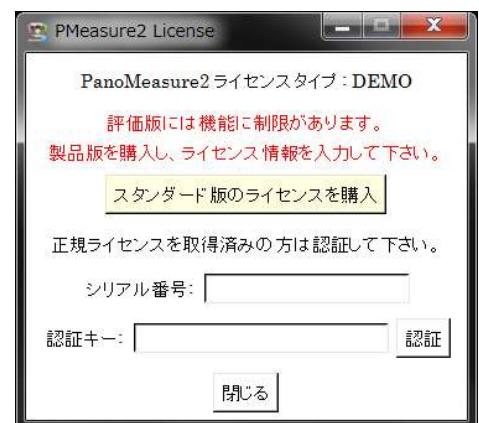 PMeasure2 License
PanoMeasure2 ライセンスタイプ：DEMO
評価版には機能に制限があります。
製品版を購入し、ライセンス情報を入力して下さい。
スタンダード版のライセンスを購入
正規ライセンスを取得済みの方は認証して下さい。
シリアル番号:
認証キー: 認証
閉じる